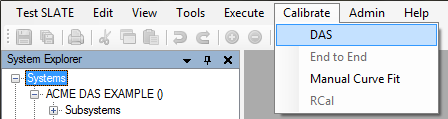 Test SLATE Edit View Tools Execute Calibrate Admin Help
DAS
System Explorer
End to End
Systems
Manual Curve Fit
ACME DAS EXAMPLE ()
RCal
Subsystems